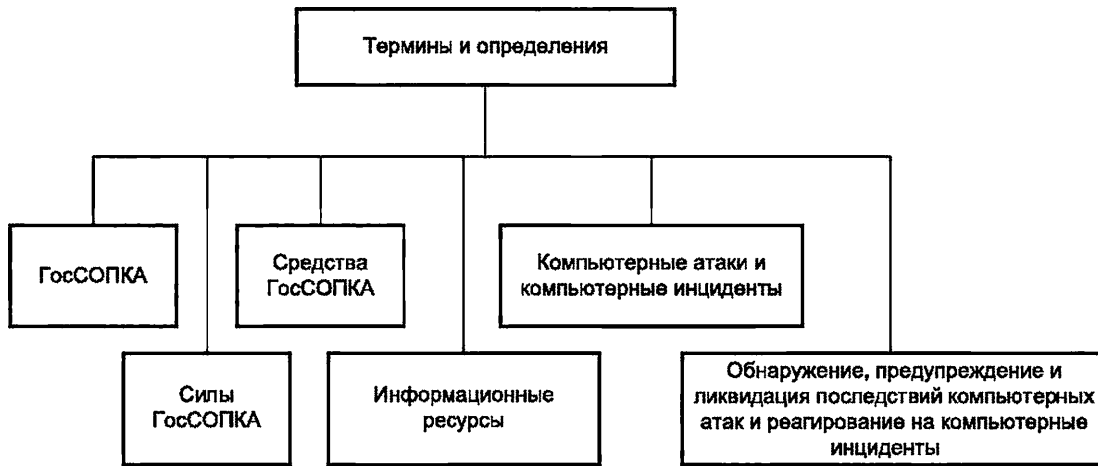 Термины и определения
ГосСОПКА
Средства
ГосСОПКА
Компьютерные атаки и
компьютерные инциденты
Силы
ГосСОПКА
Информационные
ресурсы
Обнаружение, предупреждение и
ликвидация последствий компьютерных
атак и реагирование на компьютерные
инциденты